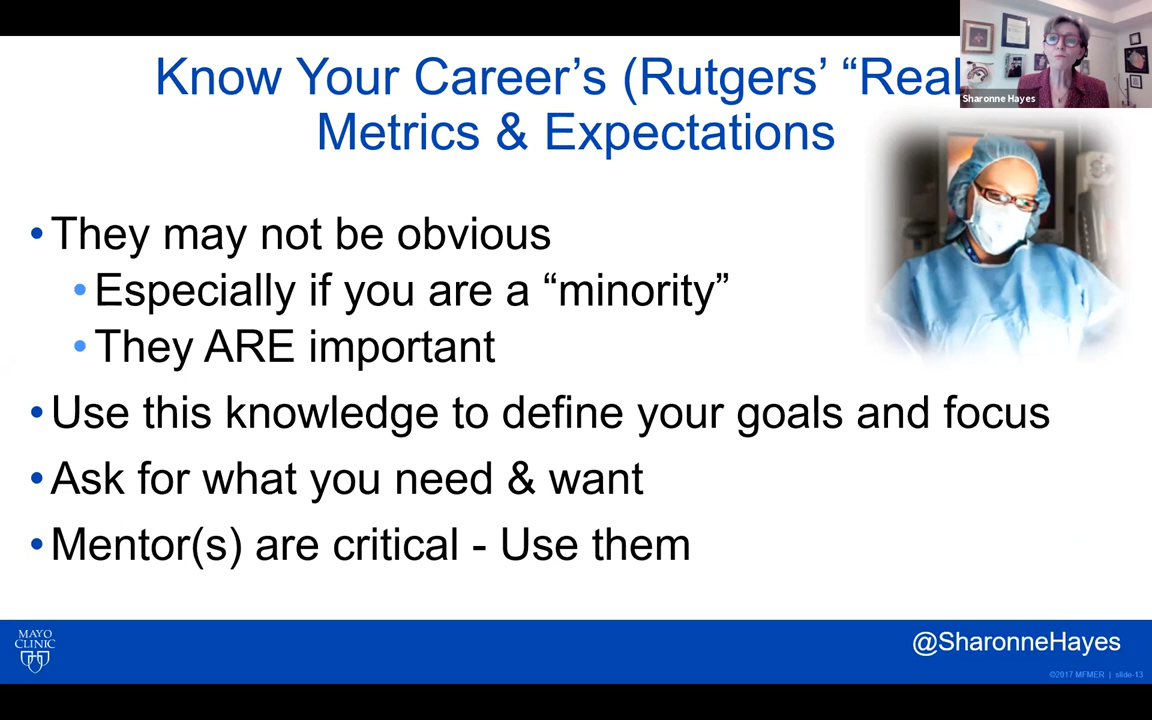 Know Your Career’s (Rutgers’ “Real
Metrics & Expectations
Sharonne Hayes
•They may not be obvious
•Especially if you are a “minority”
•They ARE important
•Use this knowledge to define your goals and focus
•Ask for what you need & want
•Mentor(s) are critical - Use them
MAYO
CLINIC
@SharonneHayes
©2017 MFMER | slide-13